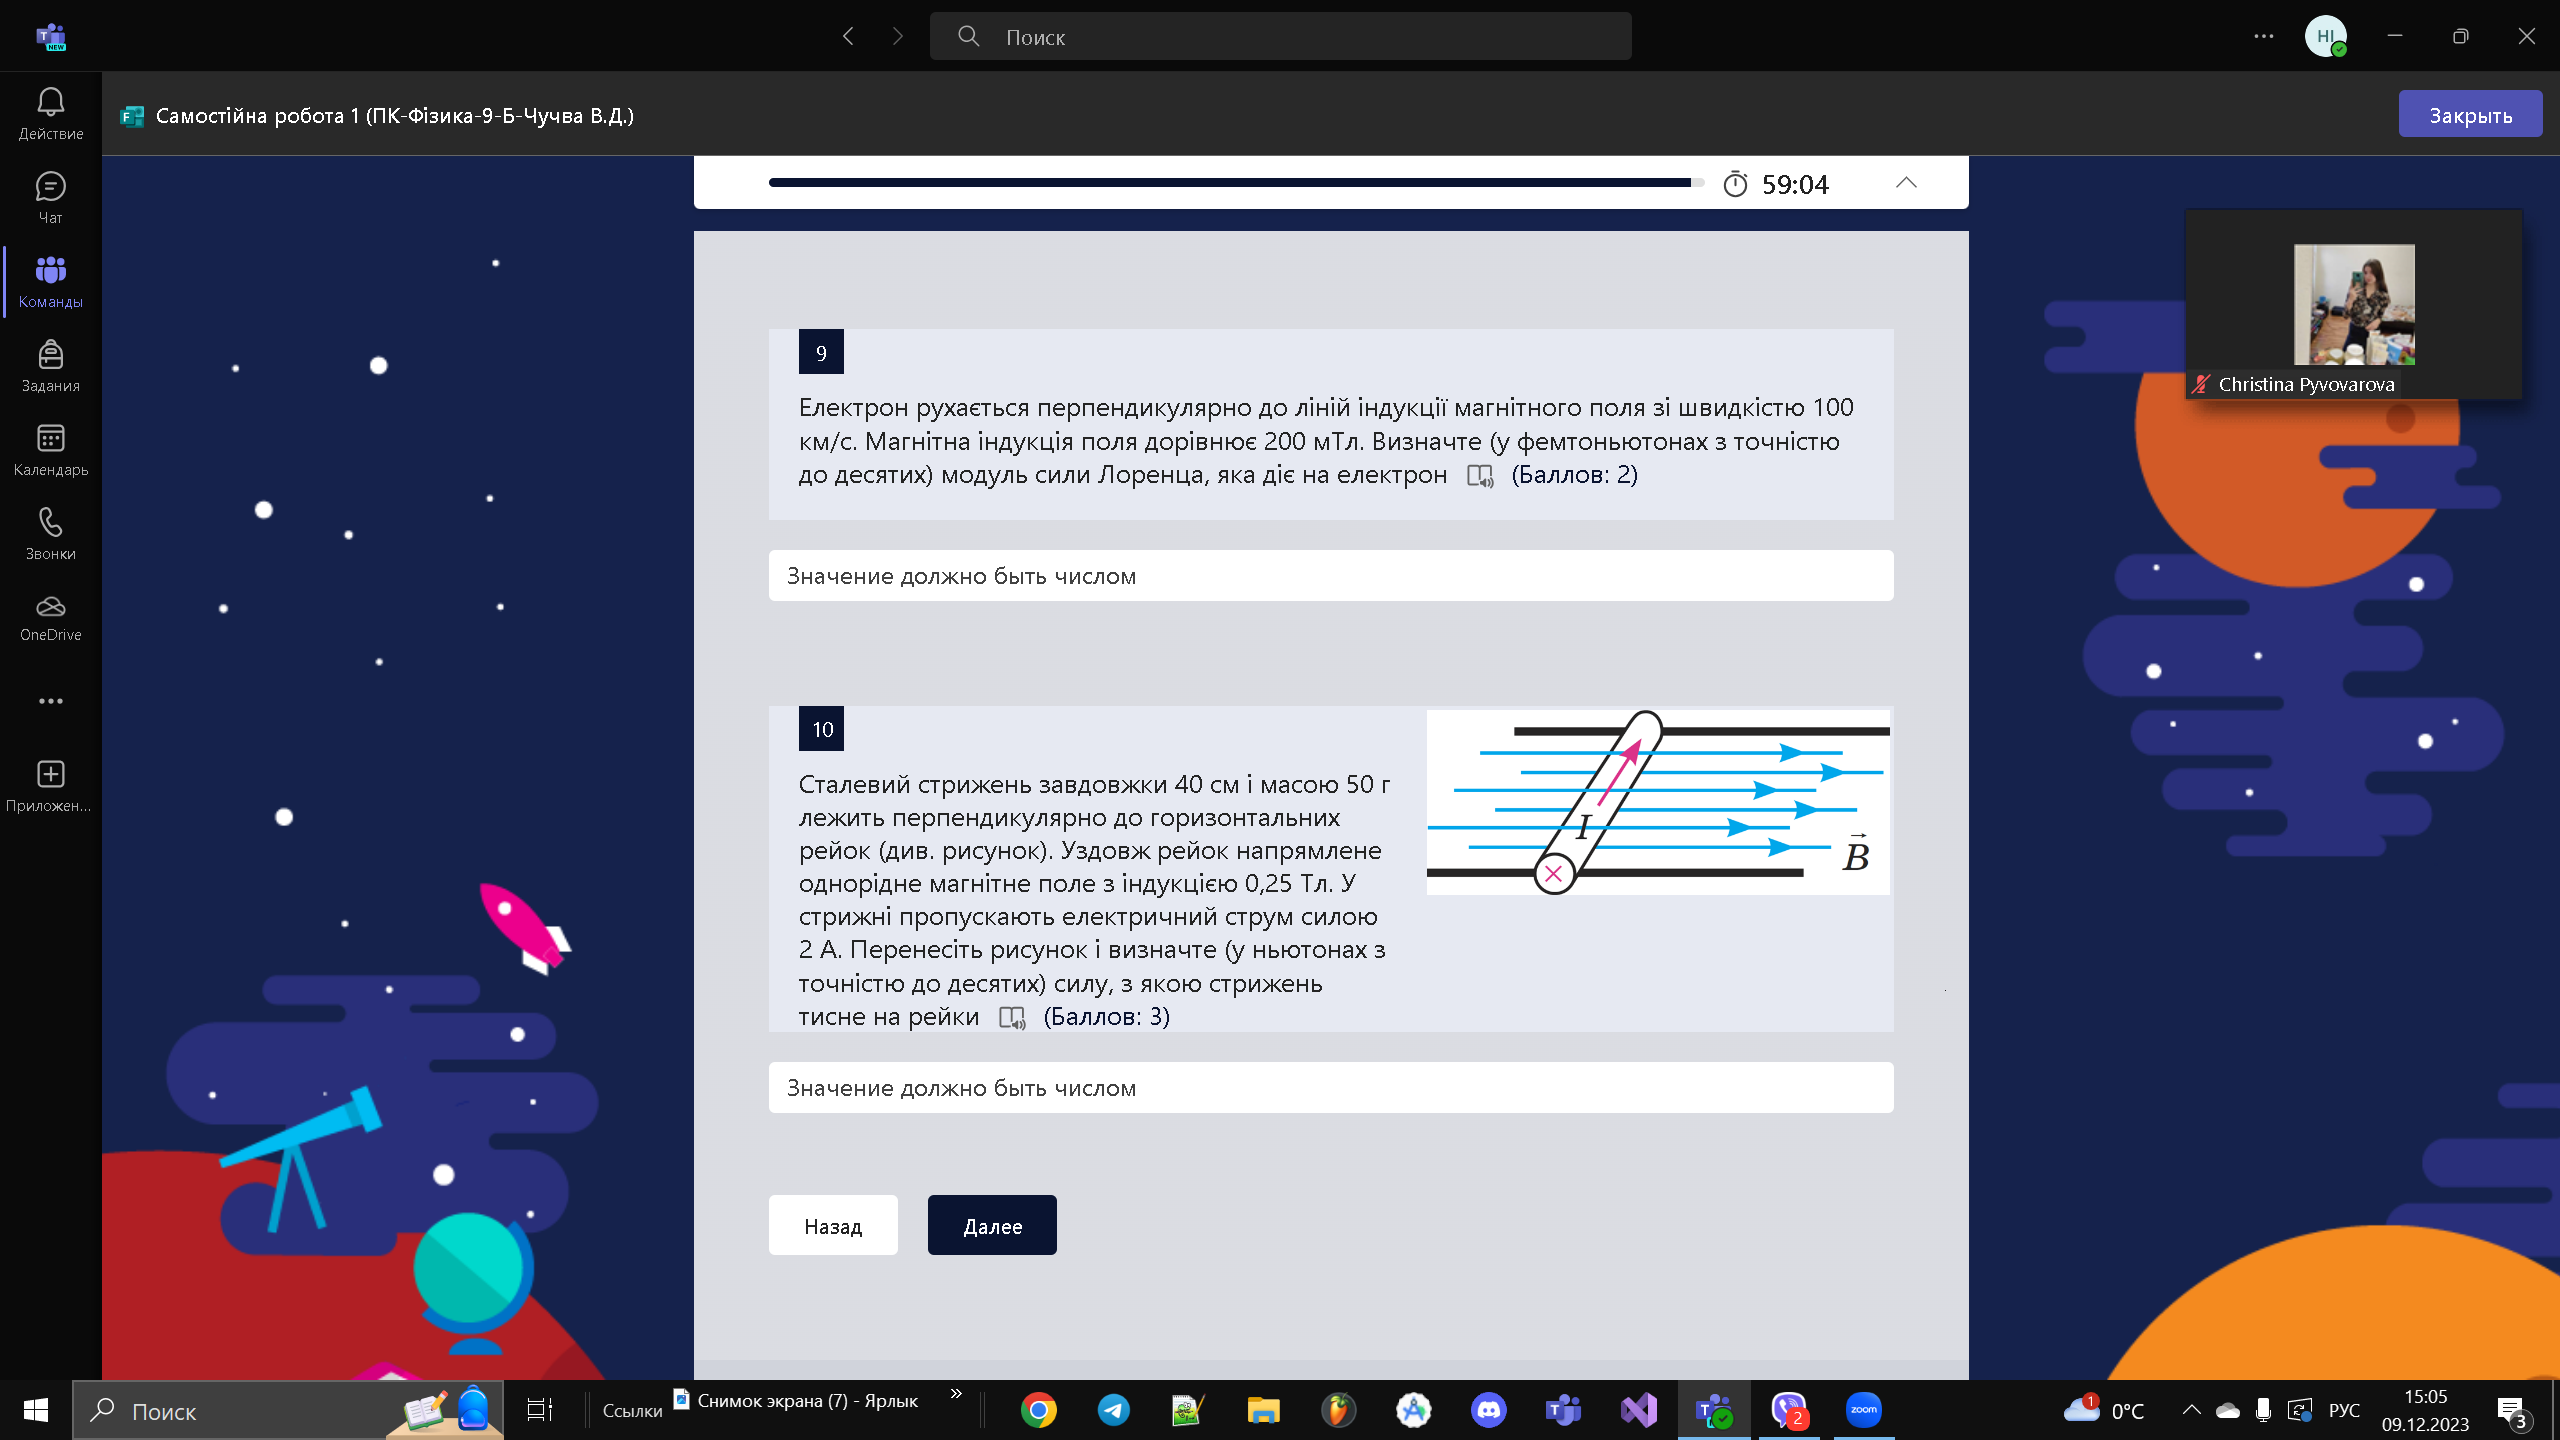 T
NEW
Поиск
HI
Действие
Чат
Команды
Задания
Календарь
Звонки
OneDrive
Приложен...
F
Самостійна робота 1 (ПК-Фізика-9-Б-Чучва В.Д.)
Закрыть
59:04
Christina Pyvovarova
9
Електрон рухається перпендикулярно до ліній індукції магнітного поля зі швидкістю 100
км/с. Магнітна індукція поля дорівнює 200 мТл. Визначте (у фемтоньютонах з точністю
до десятих) модуль сили Лоренца, яка діє на електрон (Баллов: 2)
Значение должно быть числом
10
Сталевий стрижень завдовжки 40 см і масою 50 г
лежить перпендикулярно до горизонтальних
рейок (див. рисунок). Уздовж рейок напрямлене
однорідне магнітне поле з індукцією 0,25 Тл. У
стрижні пропускають електричний струм силою
2 А. Перенесіть рисунок і визначте (у ньютонах з
точністю до десятих) силу, з якою стрижень
тисне на рейки (Баллов: 3)
I
B
Значение должно быть числом
Назад
Далее
Поиск
Ссылки
Снимок экрана (7) - Ярлык
T
T
2
zoom
1
0°C
РУС
15:05
09.12.2023
3